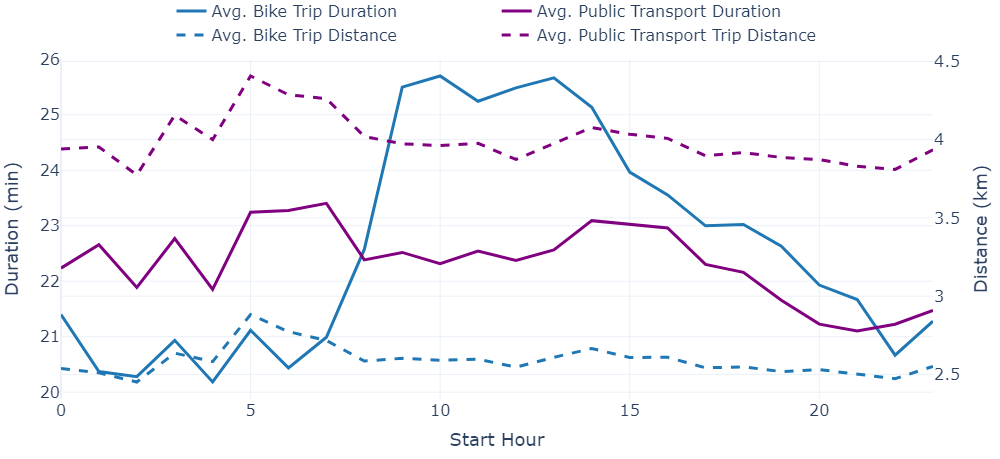 Avg. Bike Trip Duration
Avg. Public Transport Duration
Avg. Bike Trip Distance
Avg. Public Transport Trip Distance
26
25
24
23
22
21
20
Duration (min)
4.5
4
3.5
3
2.5
Distance (km)
0 5 10 15 20
Start Hour